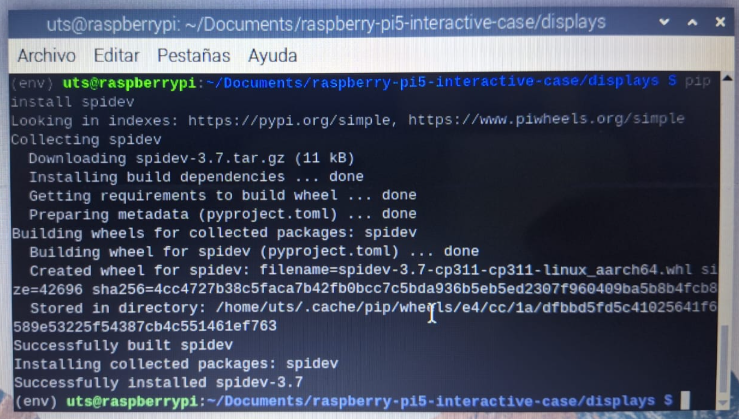 uts@raspberrypi: ~/Documents/raspberry-pi5-interactive-case/displays
Archivo Editar Pestañas Ayuda
(env) uts@raspberrypi:~/Documents/raspberry-pi5-interactive-case/displays $ pip
install spidev
Looking in indexes: https://pypi.org/simple, https://www.piwheels.org/simple
Collecting spidev
Downloading spidev-3.7.tar.gz (11 kB)
Installing build dependencies ... done
Getting requirements to build wheel ... done
Preparing metadata (pyproject.toml) ... done
Building wheels for collected packages: spidev
Building wheel for spidev (pyproject.toml) ... done
Created wheel for spidev: filename=spidev-3.7-cp311-cp311-linux_aarch64.whl si
ze=42696 sha256=4cc4727b38c5faca7b42fb0bcc7c5bda936b5eb5ed2307f960409ba5b8b4fcb8
Stored in directory: /home/uts/.cache/pip/wheels/e4/cc/1a/dfbbd5fd5c41025641f6
589e53225f54387cb4c551461ef763
Successfully built spidev
Installing collected packages: spidev
Successfully installed spidev-3.7
(env) uts@raspberrypi:~/Documents/raspberry-pi5-interactive-case/displays $